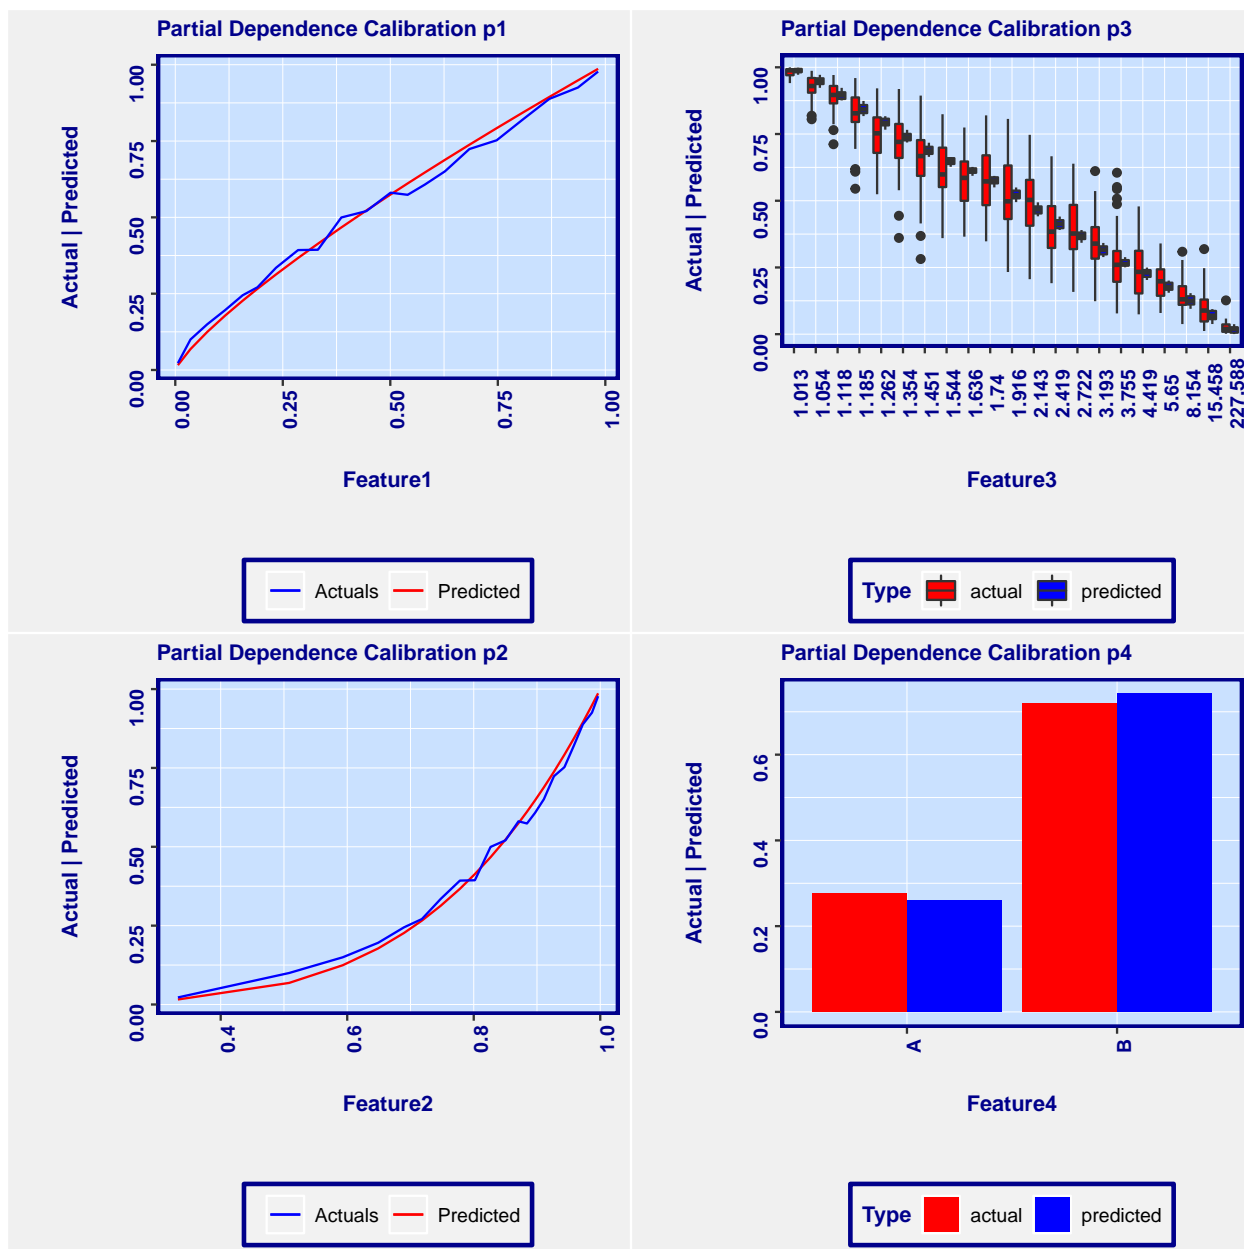 Partial Dependence Calibration p1
Actual | Predicted
1.00
0.75
0.50
0.25
0.00
0.00 0.25 0.50 0.75 1.00
Feature1
Actuals Predicted
Partial Dependence Calibration p3
Actual | Predicted
1.00
0.75
0.50
0.25
0.00
1.013 1.054 1.118 1.185 1.262 1.354 1.451 1.544 1.636 1.74 1.916 2.143 2.419 2.722 3.193 3.755 4.419 5.65 8.154 15.458 227.588
Feature3
Type actual predicted
Partial Dependence Calibration p2
Actual | Predicted
1.00
0.75
0.50
0.25
0.00
0.4 0.6 0.8 1.0
Feature2
Actuals Predicted
Partial Dependence Calibration p4
Actual | Predicted
0.6
0.4
0.2
0.0
A B
Feature4
Type actual predicted